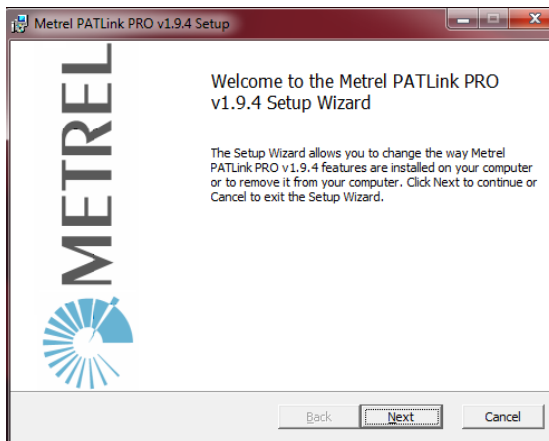 Metrel PATLink PRO v1.9.4 Setup
METREL
Welcome to the Metrel PATLink PRO
v1.9.4 Setup Wizard
The Setup Wizard allows you to change the way Metrel
PATLink PRO v1.9.4 features are installed on your computer
or to remove it from your computer. Click Next to continue or
Cancel to exit the Setup Wizard.
Back Next Cancel